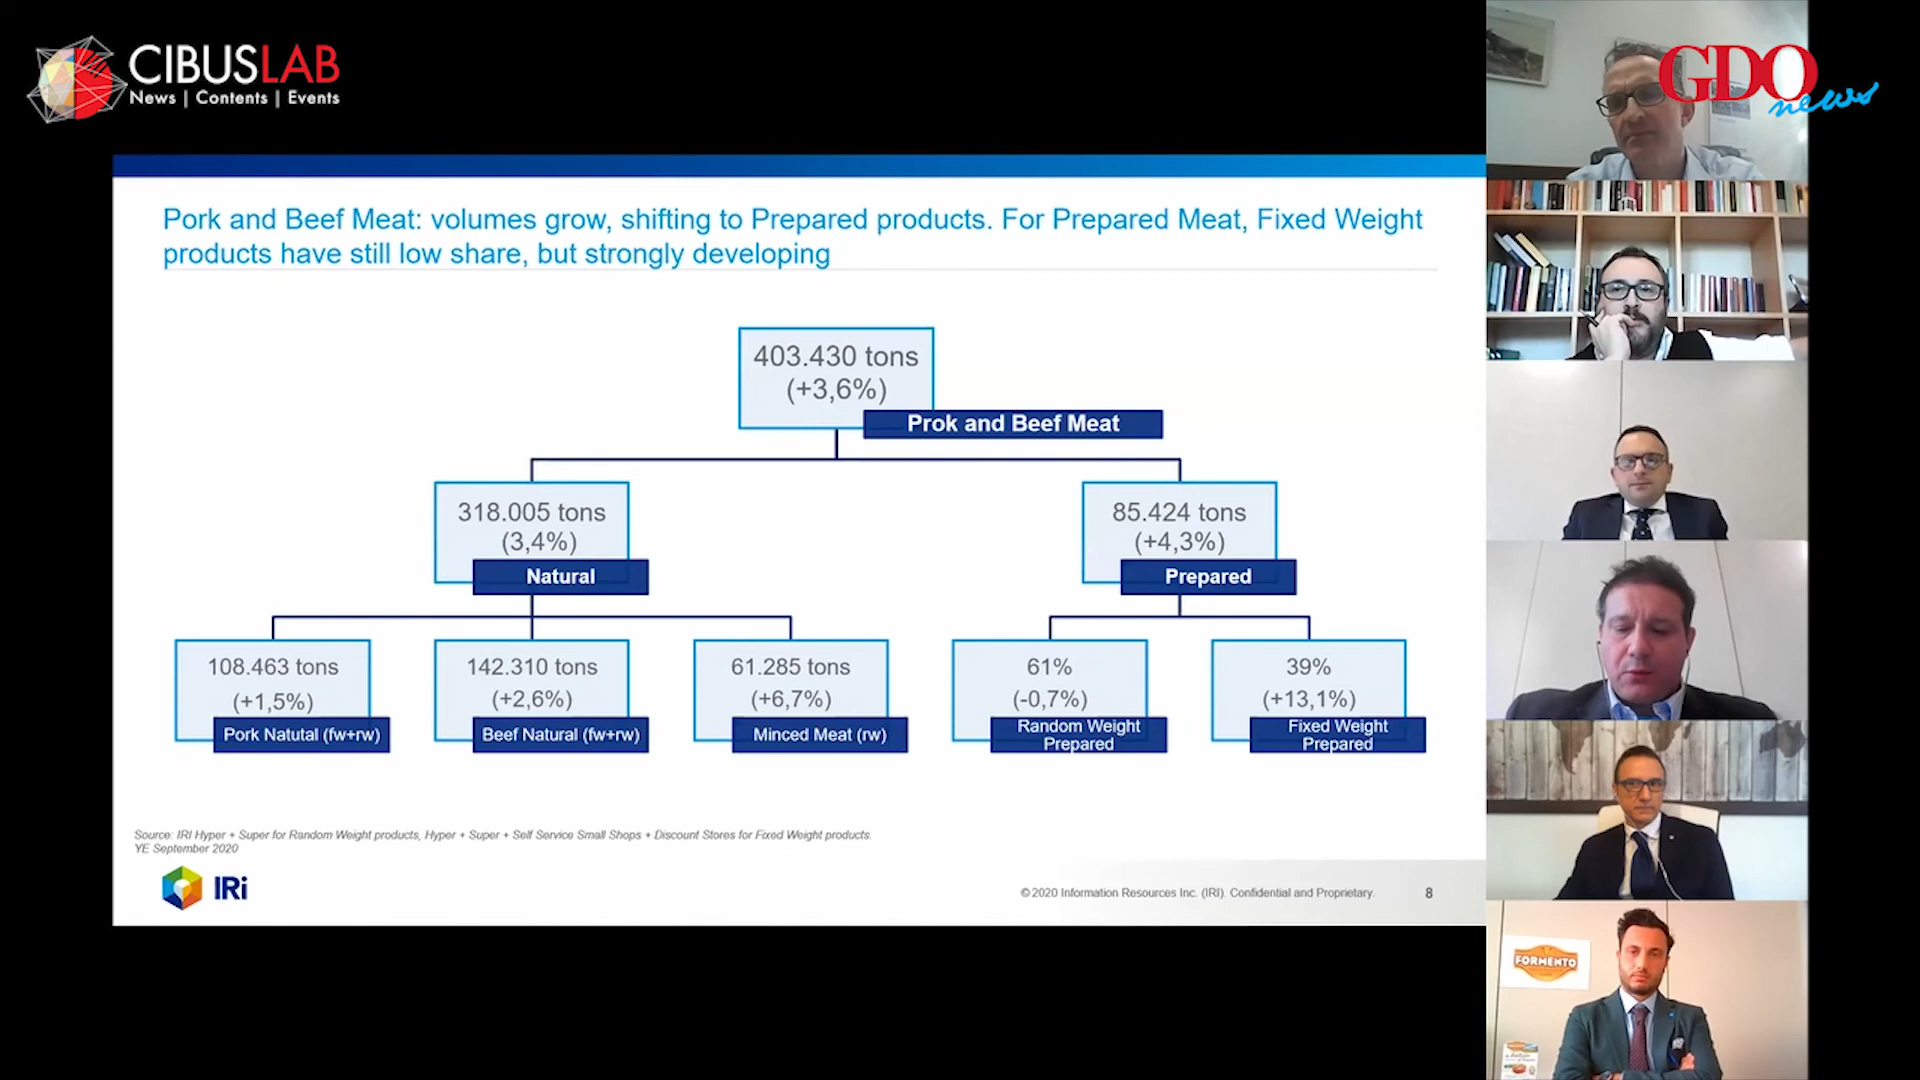 CIBUSLAB
News | Contents | Events
GDO
news
Pork and Beef Meat: volumes grow, shifting to Prepared products. For Prepared Meat, Fixed Weight
products have still low share, but strongly developing
403.430 tons
(+3,6%)
Prok and Beef Meat
318.005 tons
(3,4%)
Natural
85.424 tons
(+4,3%)
Prepared
108.463 tons
(+1,5%)
Pork Natutal (fw+rw)
142.310 tons
(+2,6%)
Beef Natural (fw+rw)
61.285 tons
(+6,7%)
Minced Meat (rw)
61%
(-0,7%)
Random Weight
Prepared
39%
(+13,1%)
Fixed Weight
Prepared
Source: IRI Hyper + Super for Random Weight products, Hyper + Super + Self Service Small Shops + Discount Stores for Fixed Weight products.
YE September 2020
IRi
© 2020 Information Resources Inc. (IRI). Confidential and Proprietary.
8
FORMENTO